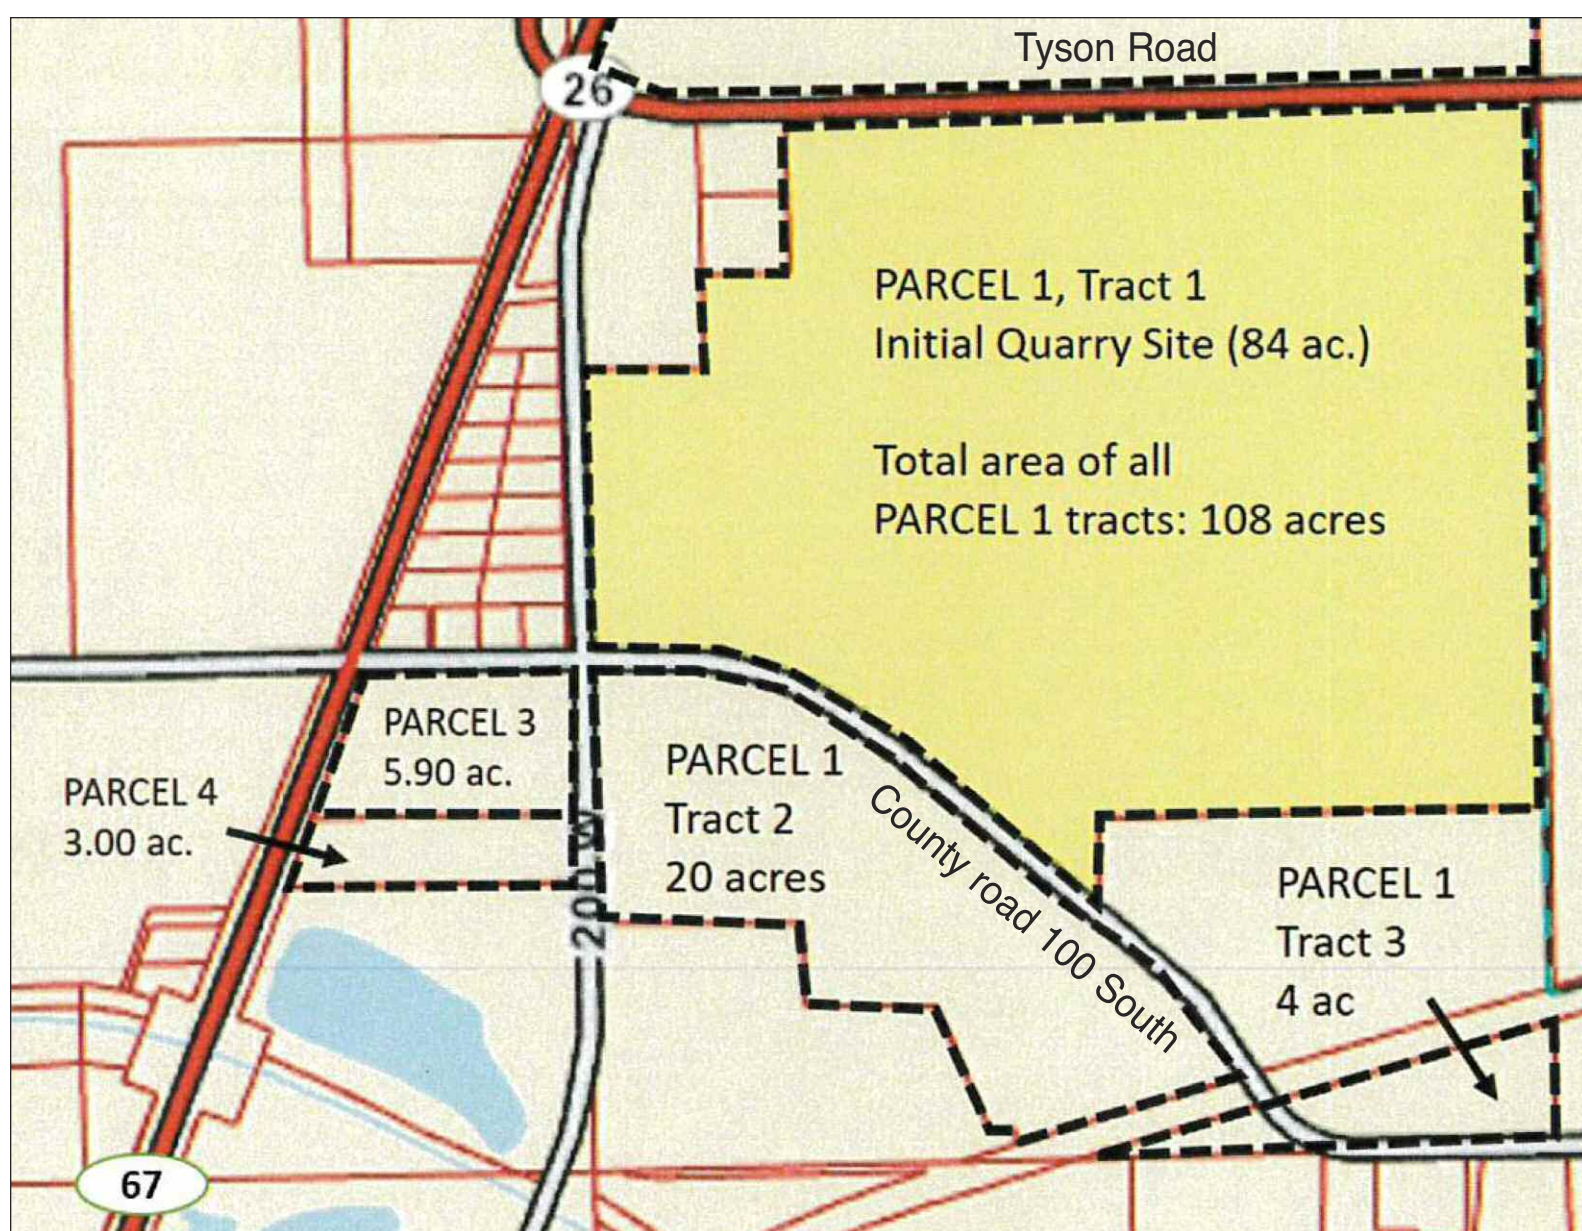 Tyson Road
26
PARCEL 1, Tract 1
Initial Quarry Site (84 ac.)
Total area of all
PARCEL 1 tracts: 108 acres
PARCEL 3
5.90 ac.
PARCEL 4
3.00 ac.
PARCEL 1
Tract 2
20 acres
200 W
County road 100 South
PARCEL 1
Tract 3
4 ac
67